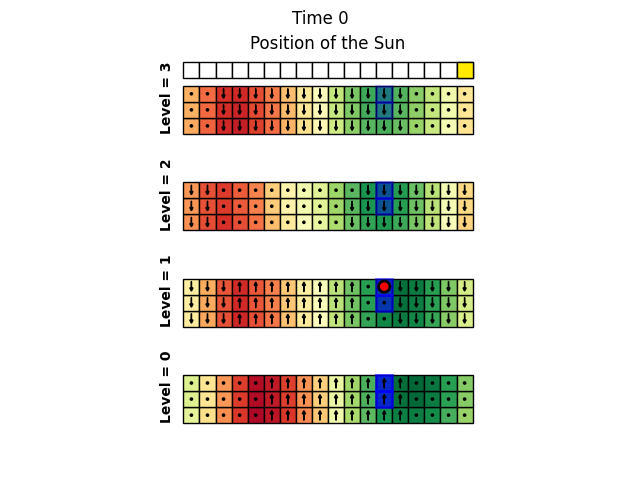 Time 0
Position of the Sun
Level = 3
Level = 2
Level = 1
Level = 0